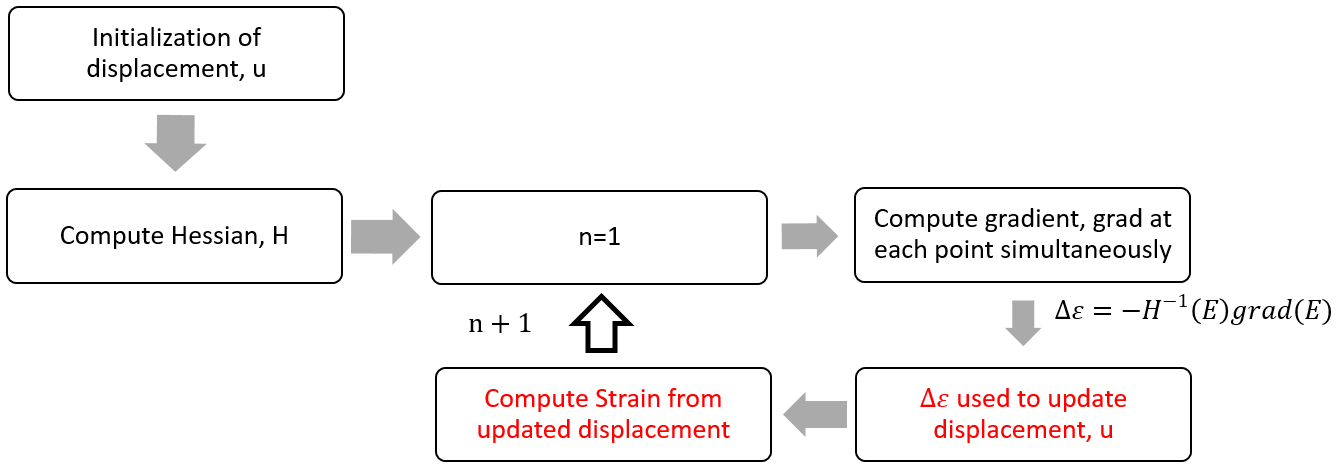 Initialization of
displacement, u
Compute Hessian, H
n=1
Compute gradient, grad at
each point simultaneously
Δε = −H⁻¹(E)grad(E)
n + 1
Compute Strain from
updated displacement
Δε used to update
displacement, u